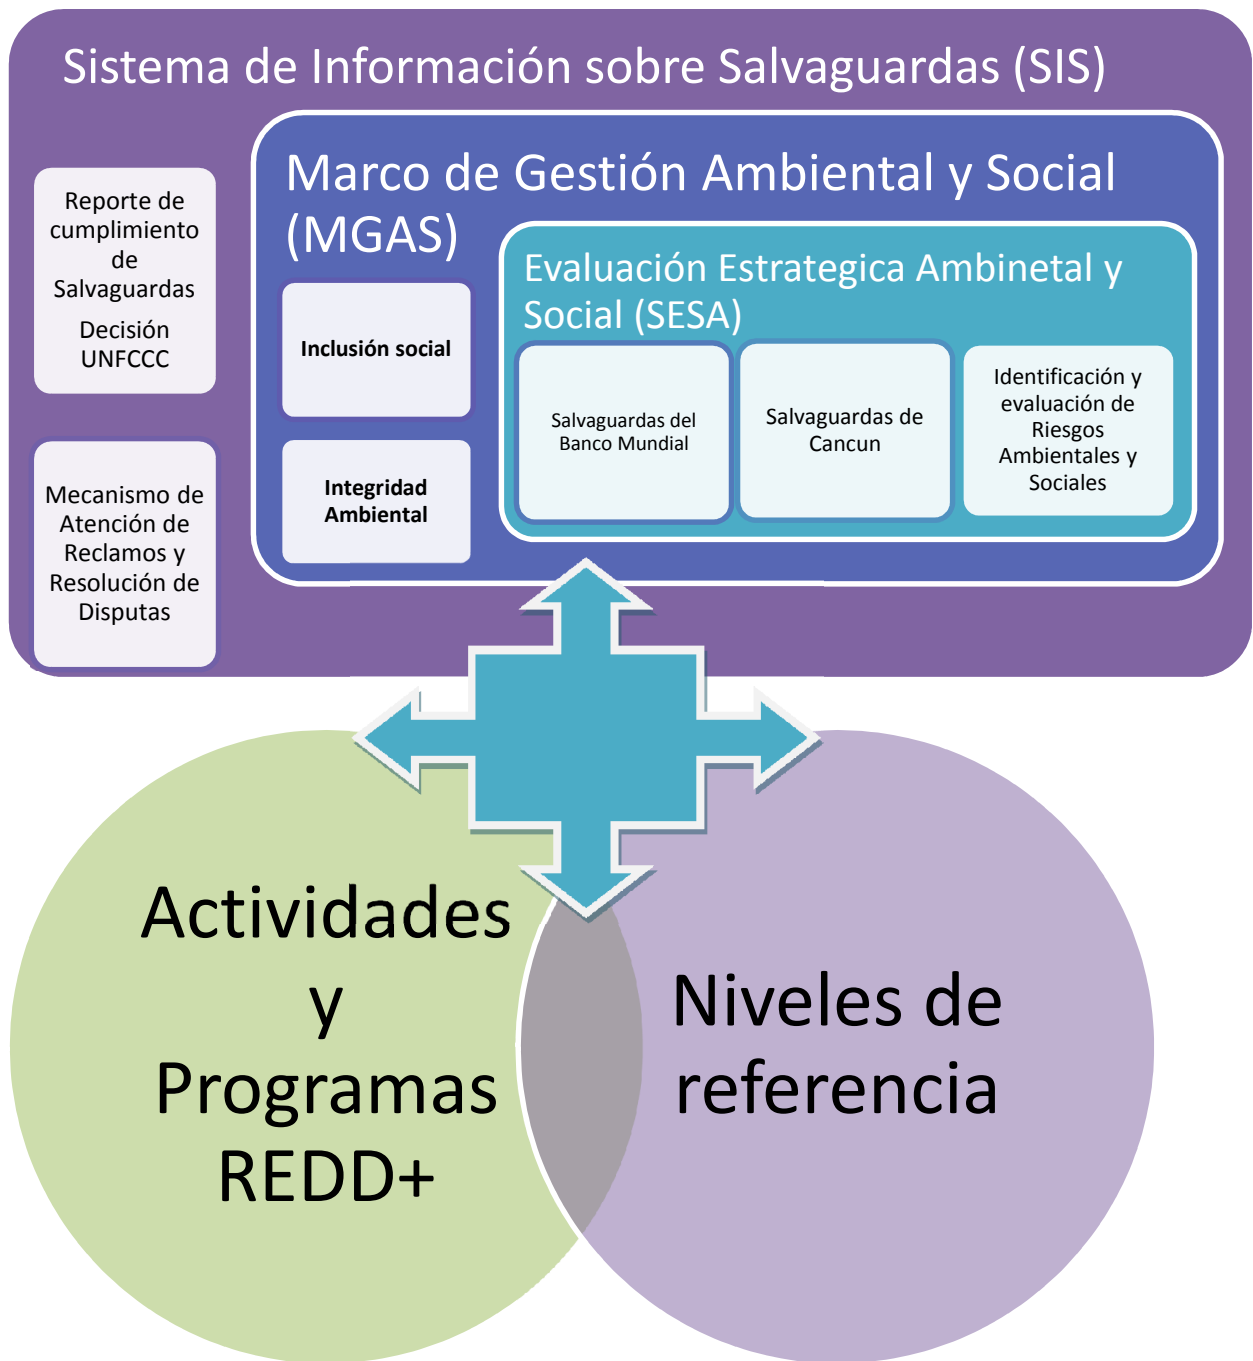 Sistema de Información sobre Salvaguardas (SIS)
Reporte de
cumplimiento
de
Salvaguardas
Decisión
UNFCCC
Mecanismo de
Atención de
Reclamos y
Resolución de
Disputas
Marco de Gestión Ambiental y Social
(MGAS)
Inclusión social
Integridad
Ambiental
Evaluación Estrategica Ambinetal y
Social (SESA)
Salvaguardas del
Banco Mundial
Salvaguardas de
Cancun
Identificación y
evaluación de
Riesgos
Ambientales y
Sociales
Actividades
y
Programas
REDD+
Niveles de
referencia